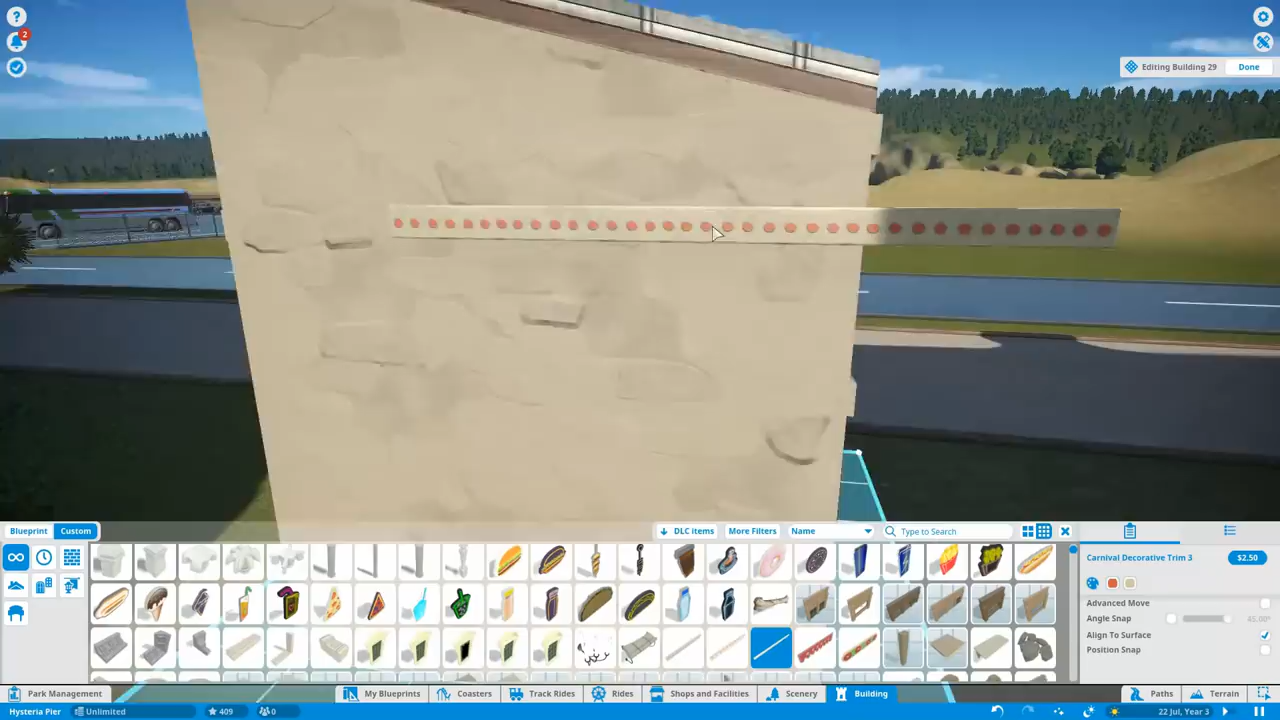 ?
2
Editing Building 29 Done
Blueprint Custom DLC items More Filters Name Type to Search
Carnival Decorative Trim 3 $2.50
Advanced Move
Angle Snap 45.00°
Align To Surface
Position Snap
Park Management My Blueprints Coasters Track Rides Rides Shops and Facilities Scenery Building Paths Terrain
Hysteria Pier Unlimited 409 0 22 Jul, Year 3